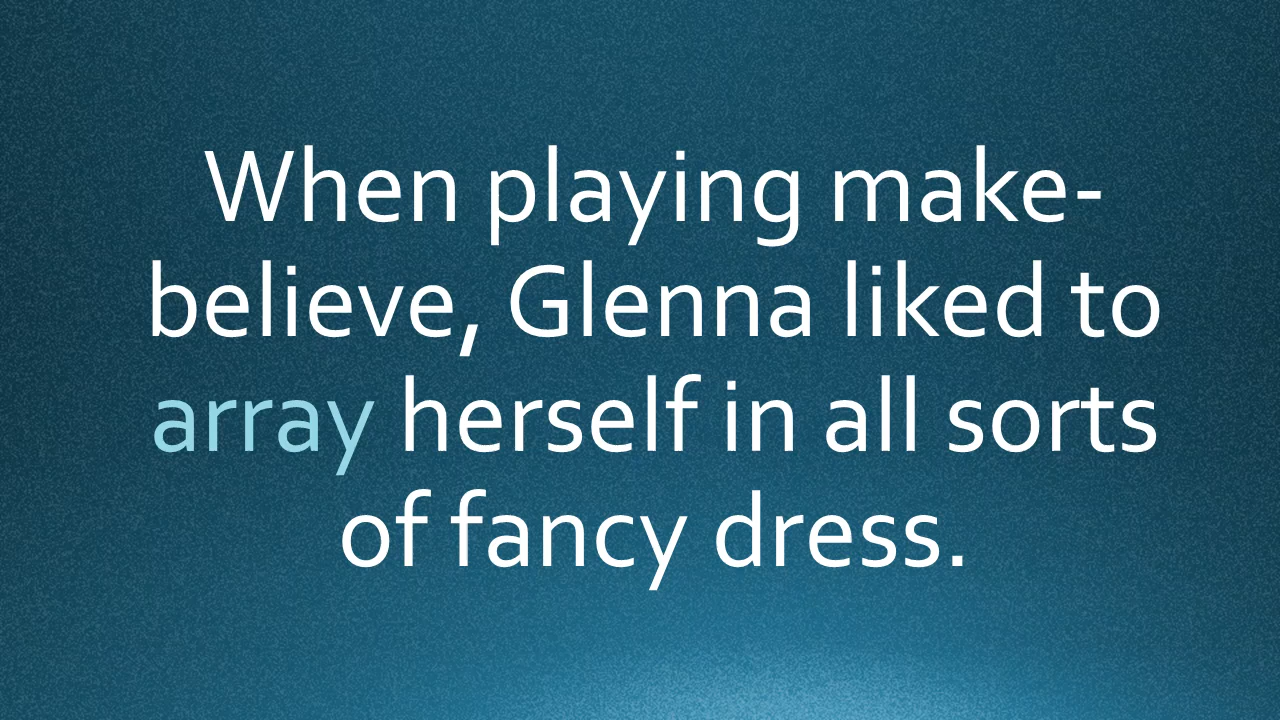 When playing make-
believe, Glenna liked to
array herself in all sorts
of fancy dress.